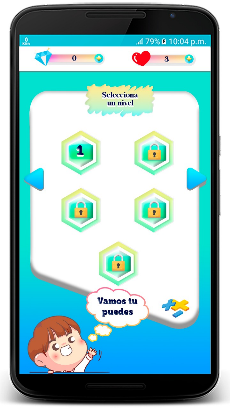 79% 10:04 p.m.
0
3
Selecciona
un nivel
1
Vamos tu
puedes